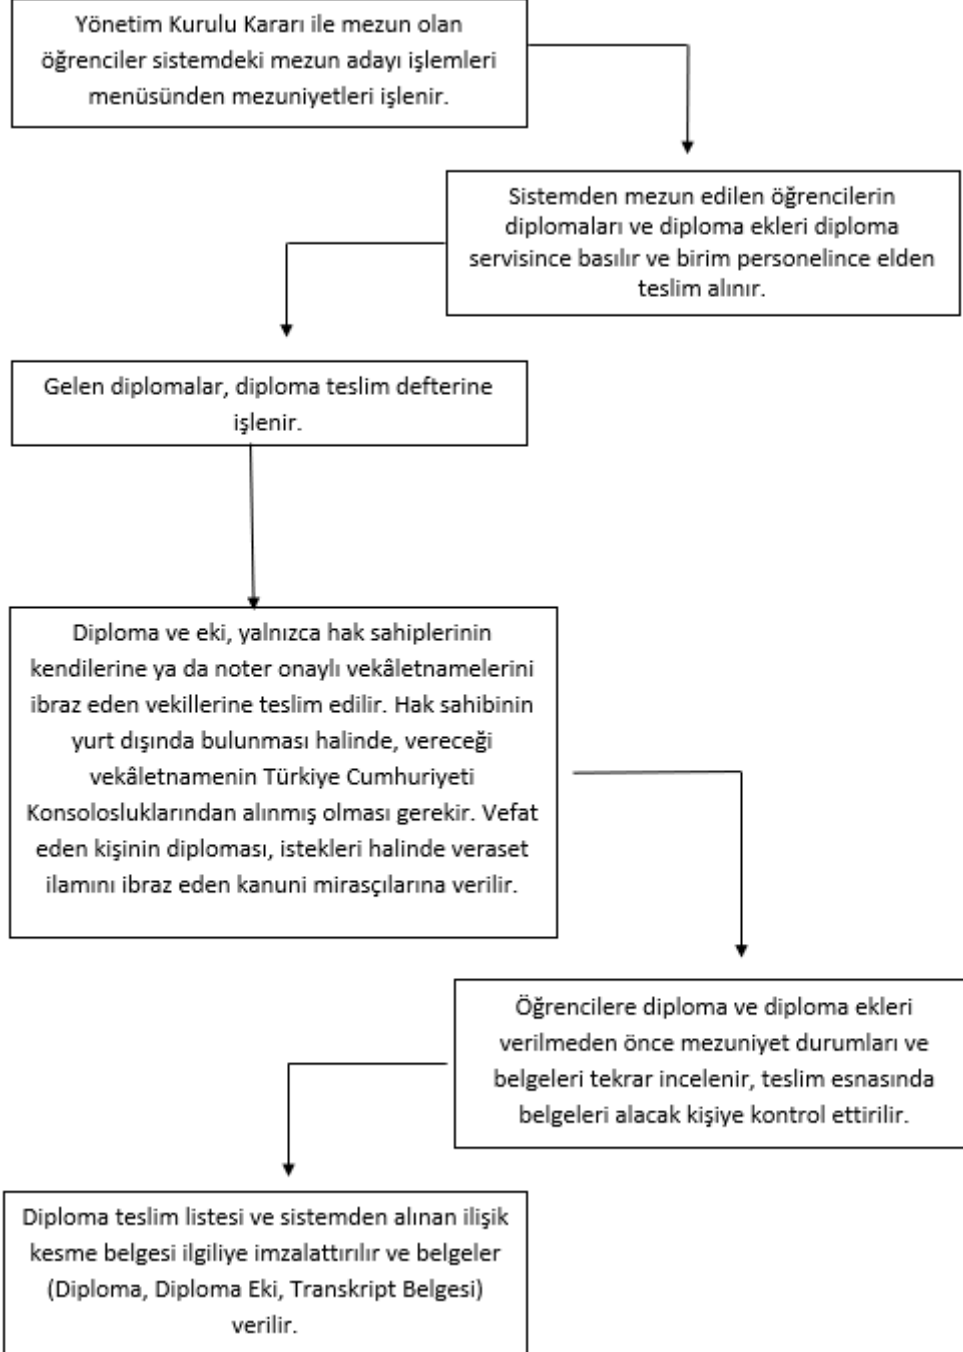 Yönetim Kurulu Kararı ile mezun olan
öğrenciler sistemdeki mezun adayı işlemleri
menüsünden mezuniyetleri işlenir.
Sistemden mezun edilen öğrencilerin
diplomaları ve diploma ekleri diploma
servisince basılır ve birim personelince elden
teslim alınır.
Gelen diplomalar, diploma teslim defterine
işlenir.
Diploma ve eki, yalnızca hak sahiplerinin
kendilerine ya da noter onaylı vekâletnamelerini
ibraz eden vekillerine teslim edilir. Hak sahibinin
yurt dışında bulunması halinde, vereceği
vekâletnamenin Türkiye Cumhuriyeti
Konsolosluklarından alınmış olması gerekir. Vefat
eden kişinin diploması, istekleri halinde veraset
ilamını ibraz eden kanuni mirasçılarına verilir.
Öğrencilere diploma ve diploma ekleri
verilmeden önce mezuniyet durumları ve
belgeleri tekrar incelenir, teslim esnasında
belgeleri alacak kişiye kontrol ettirilir.
Diploma teslim listesi ve sistemden alınan ilişik
kesme belgesi ilgiliye imzalattırılır ve belgeler
(Diploma, Diploma Eki, Transkript Belgesi)
verilir.